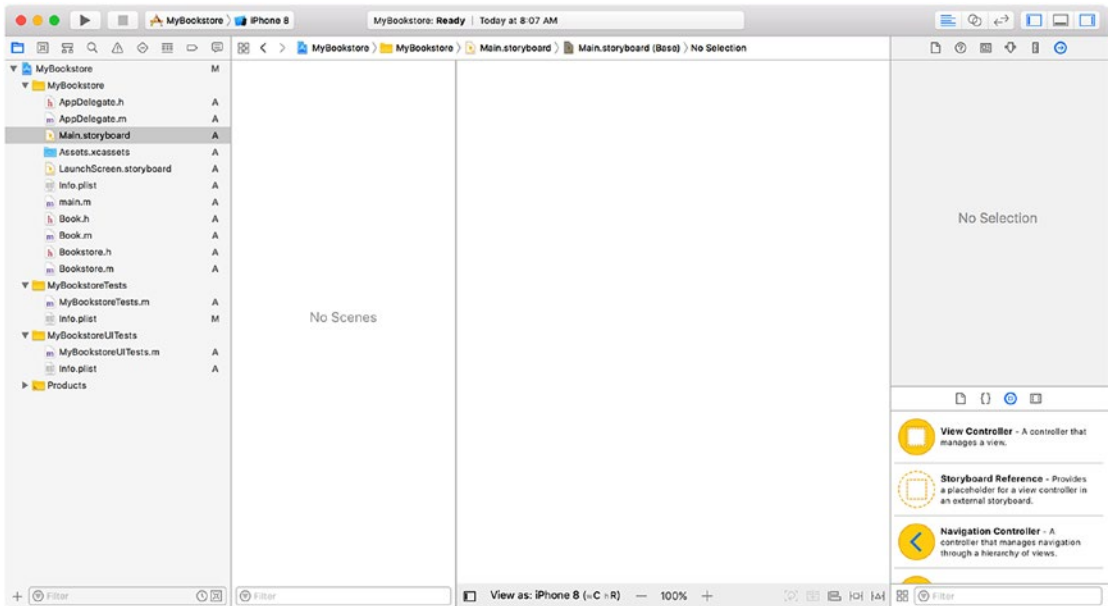 MyBookstore iPhone 8 MyBookstore: Ready | Today at 8:07 AM
MyBookstore MyBookstore Main.storyboard Main.storyboard (Base) No Selection
MyBookstore M
MyBookstore
AppDelegate.h A
AppDelegate.m A
Main.storyboard A
Assets.xcassets A
LaunchScreen.storyboard A
Info.plist A
main.m A
Book.h A
Book.m A
Bookstore.h A
Bookstore.m A
MyBookstoreTests
MyBookstoreTests.m A
Info.plist M
MyBookstoreUITests
MyBookstoreUITests.m A
Info.plist A
Products
No Scenes
No Selection
View Controller - A controller that
manages a view.
Storyboard Reference - Provides
a placeholder for a view controller in
an external storyboard.
Navigation Controller - A
controller that manages navigation
through a hierarchy of views.
Filter
Filter
View as: iPhone 8 (wC hR) — 100% +
Filter